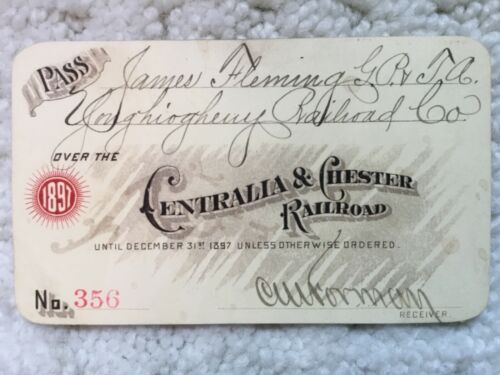 PASS James Fleming G.P. & T.A.
Youghiogheny Railroad Co.
OVER THE
1897
CENTRALIA & CHESTER
RAILROAD
UNTIL DECEMBER 31ST 1897 UNLESS OTHERWISE ORDERED.
No. 356
RECEIVER.